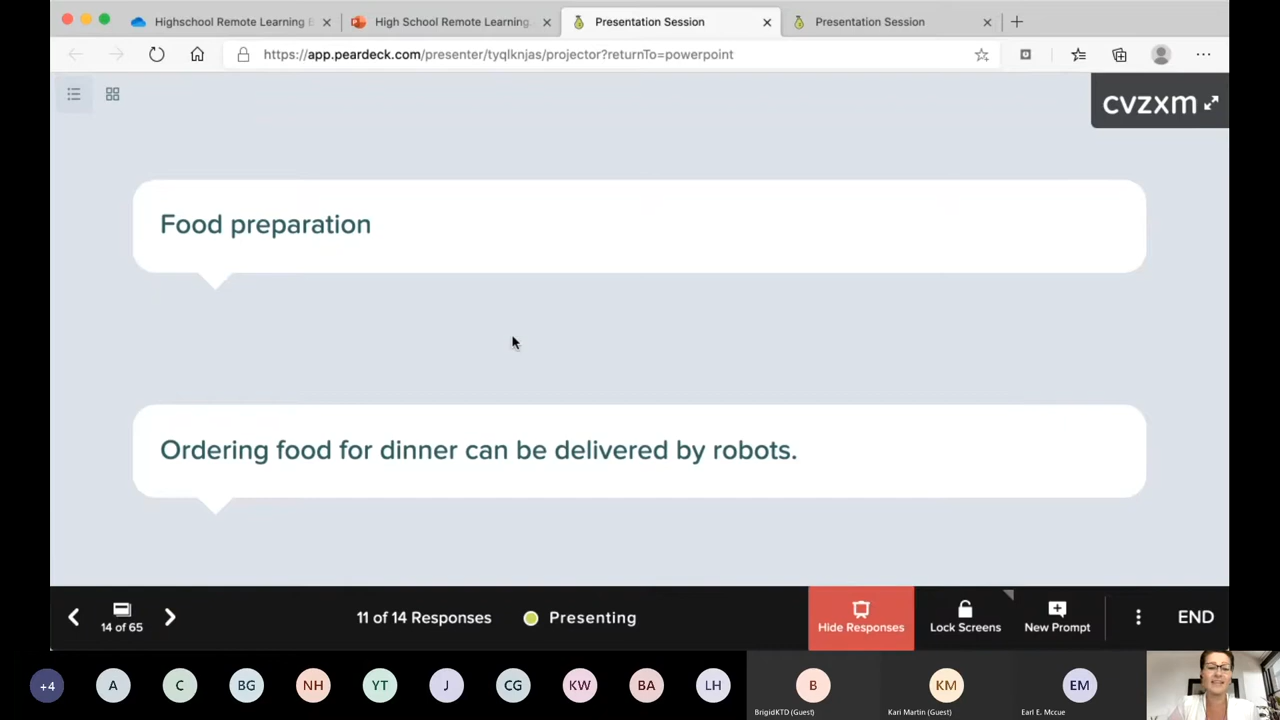 Highschool Remote Learning E
High School Remote Learning.
Presentation Session
Presentation Session
https://app.peardeck.com/presenter/tyqlknjas/projector?returnTo=powerpoint
cvzxm
Food preparation
Ordering food for dinner can be delivered by robots.
14 of 65
11 of 14 Responses
Presenting
Hide Responses
Lock Screens
New Prompt
END
+4
A
C
BG
NH
YT
J
CG
KW
BA
LH
B
KM
EM
BrigidKTD (Guest)
Kari Martin (Guest)
Earl E. Mccue